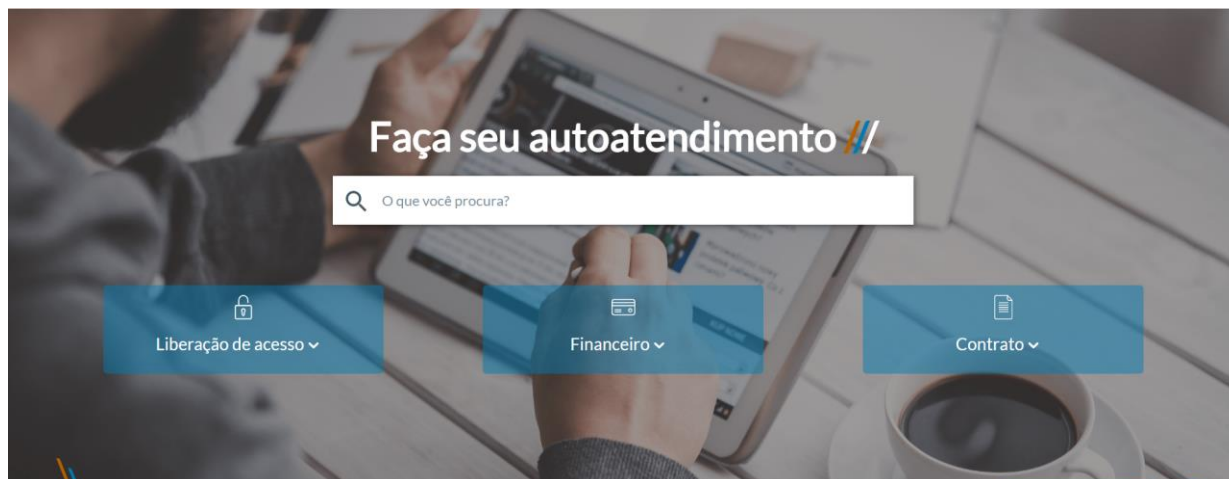 Faça seu autoatendimento
O que você procura?
Liberação de acesso
Financeiro
Contrato